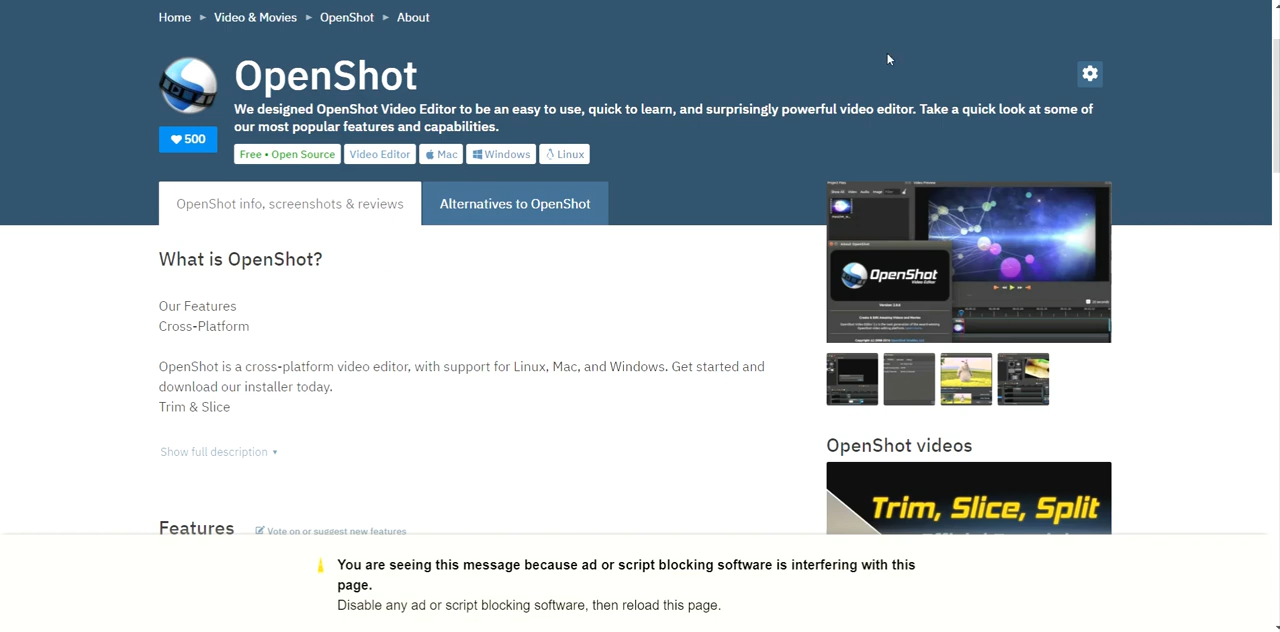 Home ▸ Video & Movies ▸ OpenShot ▸ About
OpenShot
We designed OpenShot Video Editor to be an easy to use, quick to learn, and surprisingly powerful video editor. Take a quick look at some of
our most popular features and capabilities.
500
Free • Open Source Video Editor Mac Windows Linux
OpenShot info, screenshots & reviews Alternatives to OpenShot
What is OpenShot?
OpenShot
Video Editor
Our Features
Cross-Platform
OpenShot is a cross-platform video editor, with support for Linux, Mac, and Windows. Get started and
download our installer today.
Trim & Slice
Show full description ▾
OpenShot videos
Trim, Slice, Split
Features Vote on or suggest new features
You are seeing this message because ad or script blocking software is interfering with this
page.
Disable any ad or script blocking software, then reload this page.